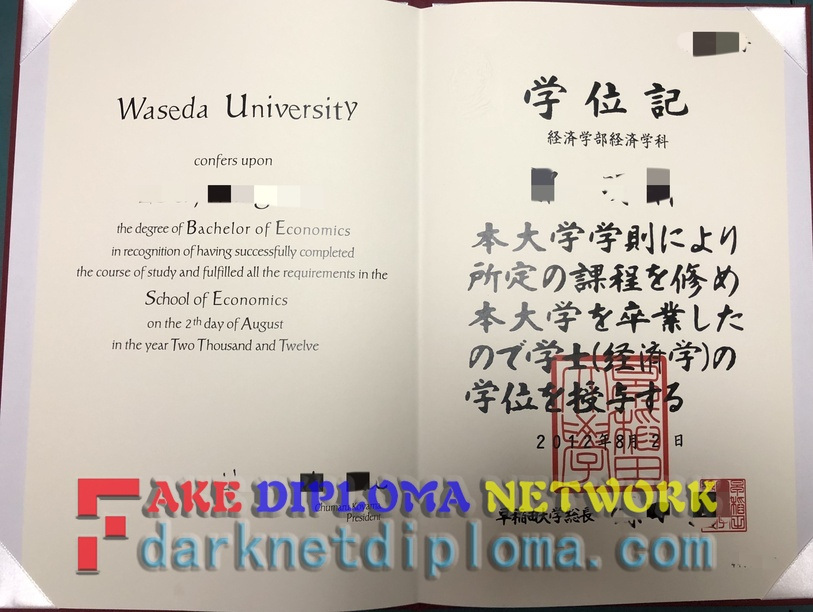 Waseda University
confers upon
the degree of Bachelor of Economics
in recognition of having successfully completed
the course of study and fulfilled all the requirements in the
School of Economics
on the 2th day of August
in the year Two Thousand and Twelve
President
学位記
経済学部経済学科
本大学学則により
所定の課程を修め
本大学を卒業した
ので学士(経済学)の
学位を授与する
2012年8月2日
早稲田大学総長
FAKE DIPLOMA NETWORK
darknetdiploma.com